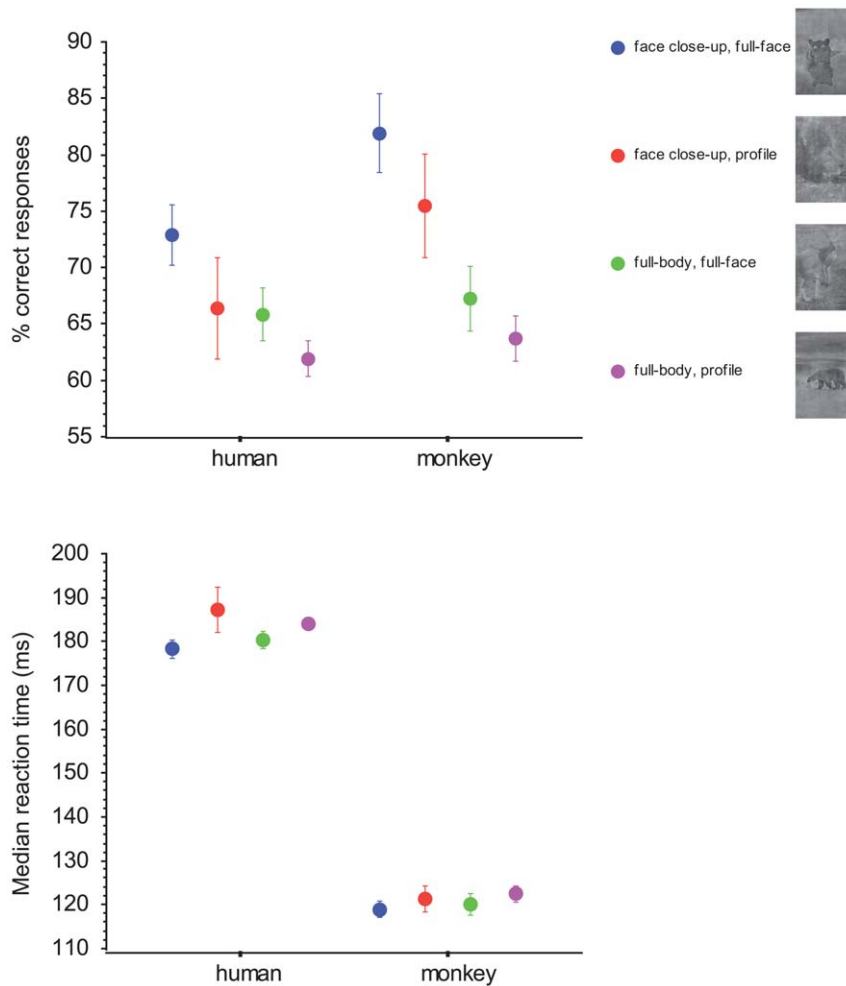 % correct responses
90
85
80
75
70
65
60
55
human
monkey
face close-up, full-face
face close-up, profile
full-body, full-face
full-body, profile
Median reaction time (ms)
200
190
180
170
160
150
140
130
120
110
human
monkey